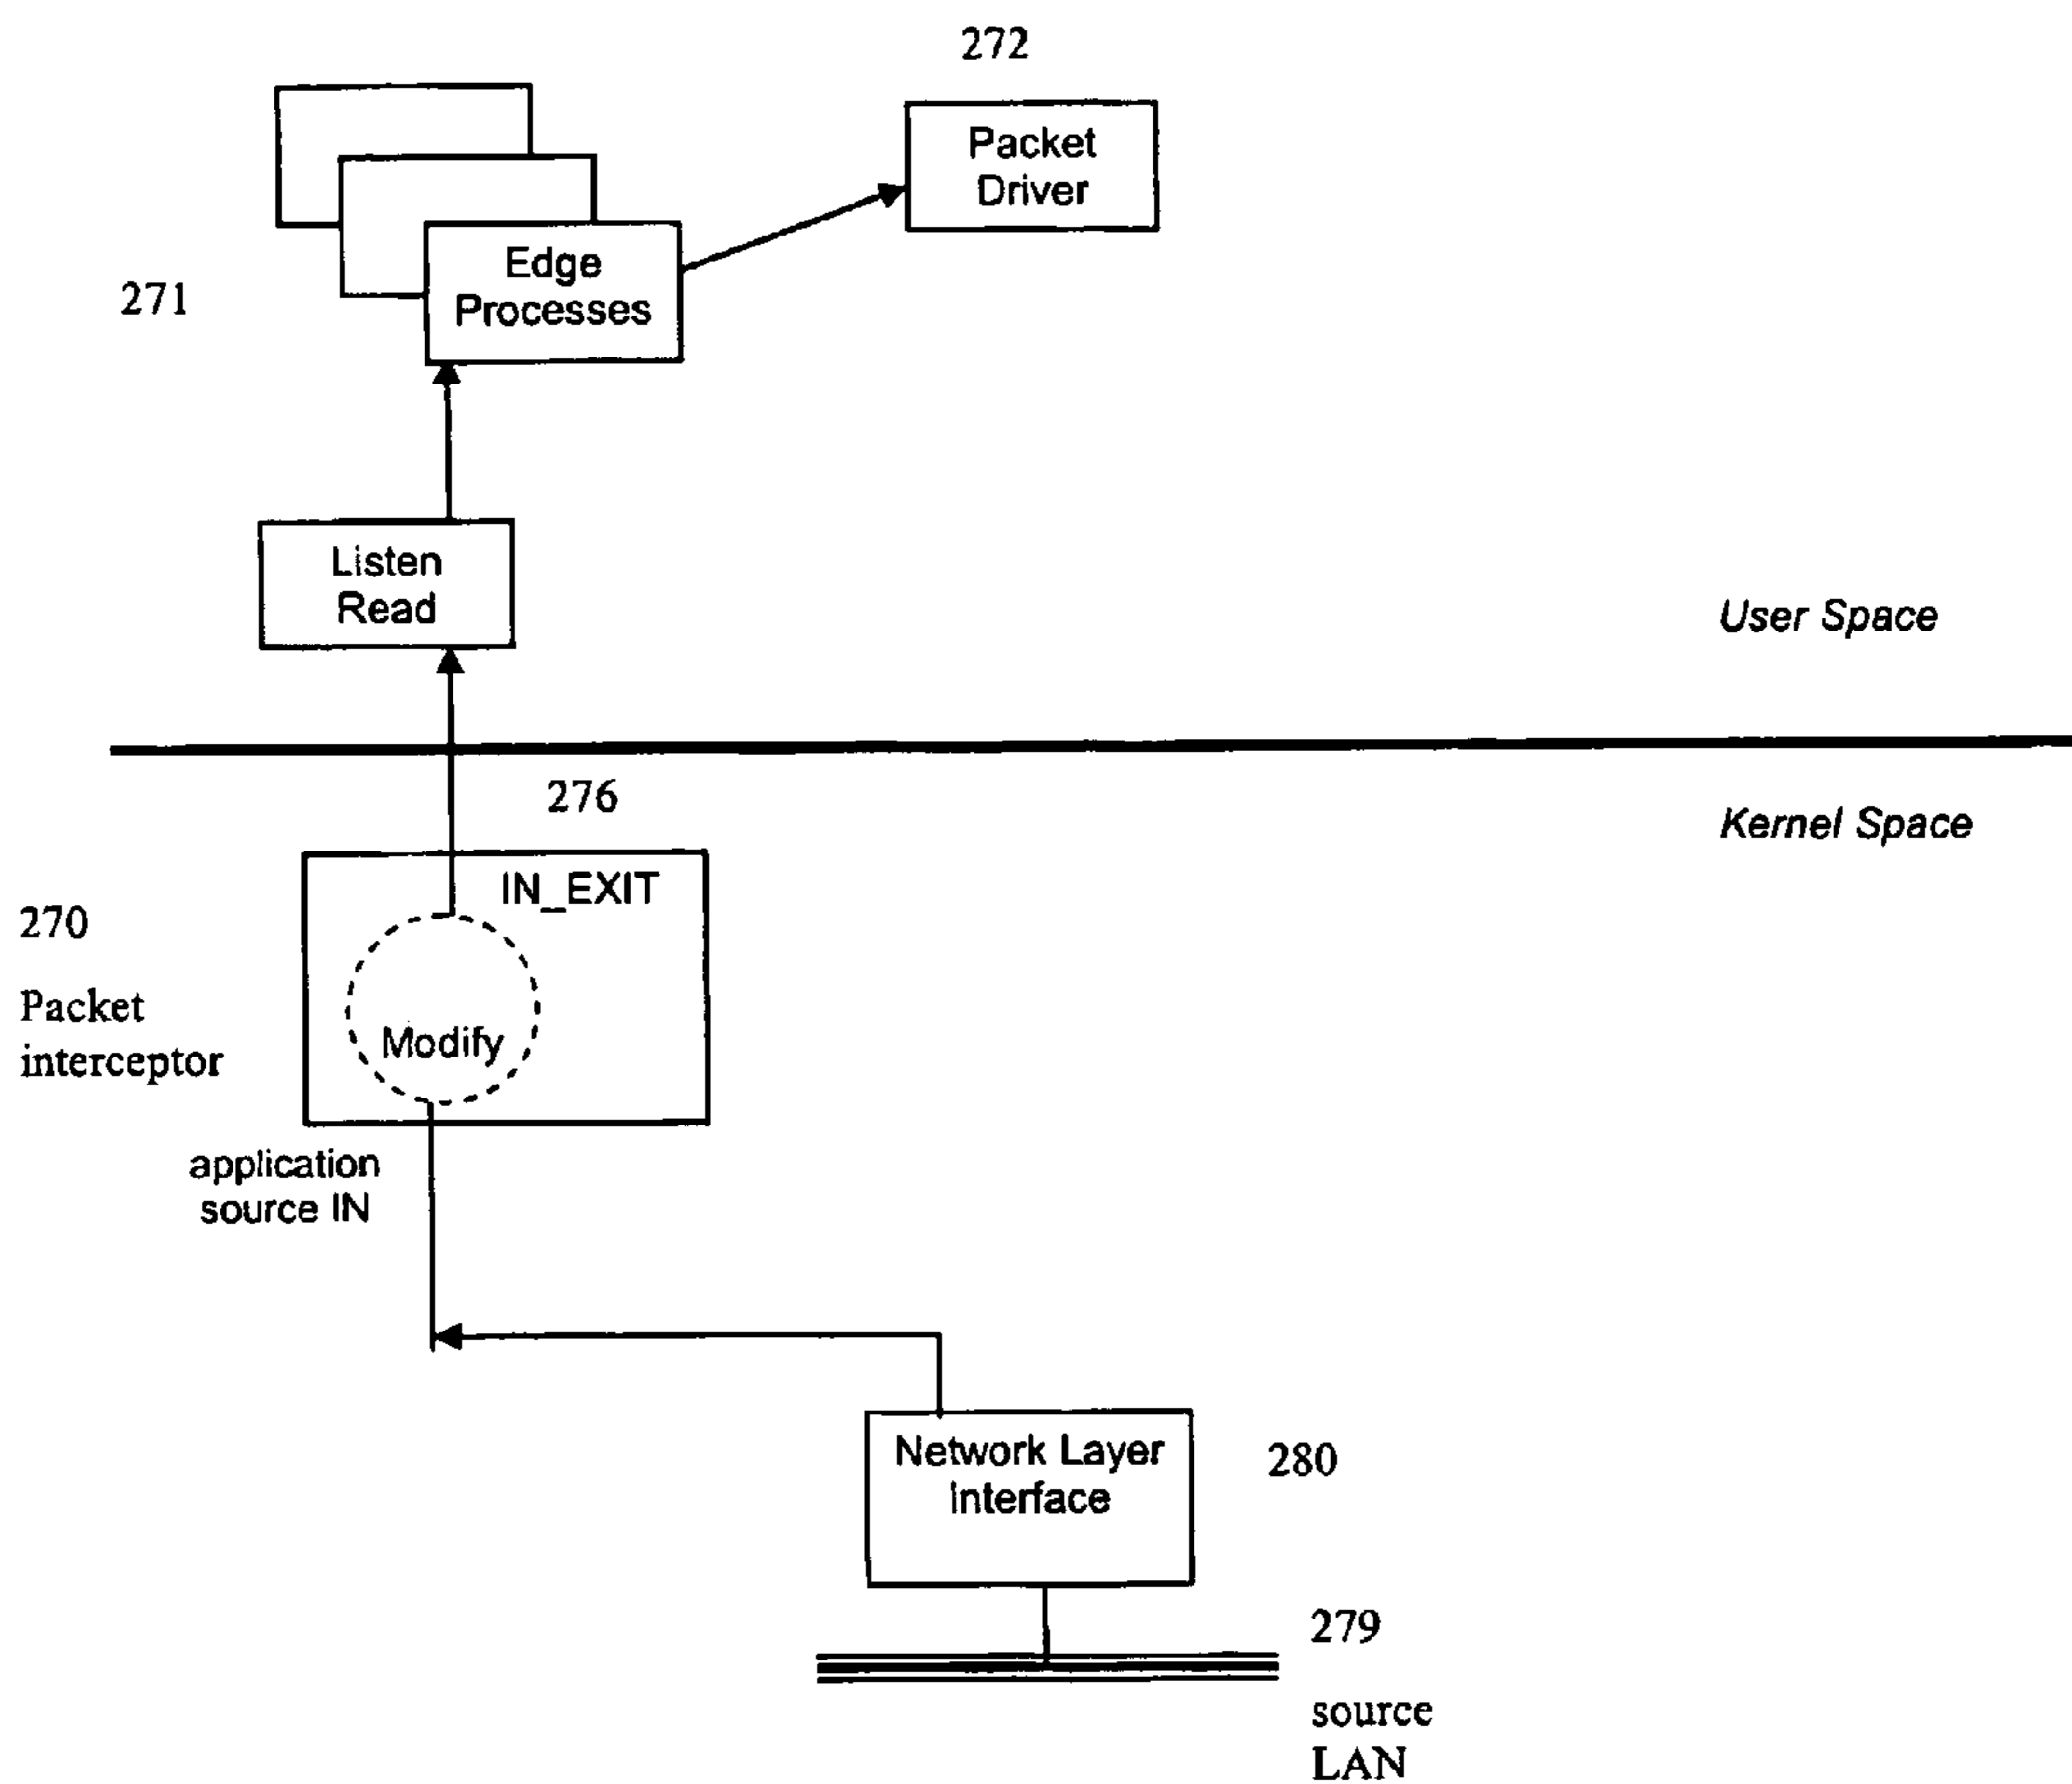 272
Packet
Driver
Edge
Processes
271
Listen
Read
User Space
276
Kernel Space
IN_EXIT
270
Packet
interceptor
Modify
application
source IN
Network Layer
Interface
280
279
source
LAN